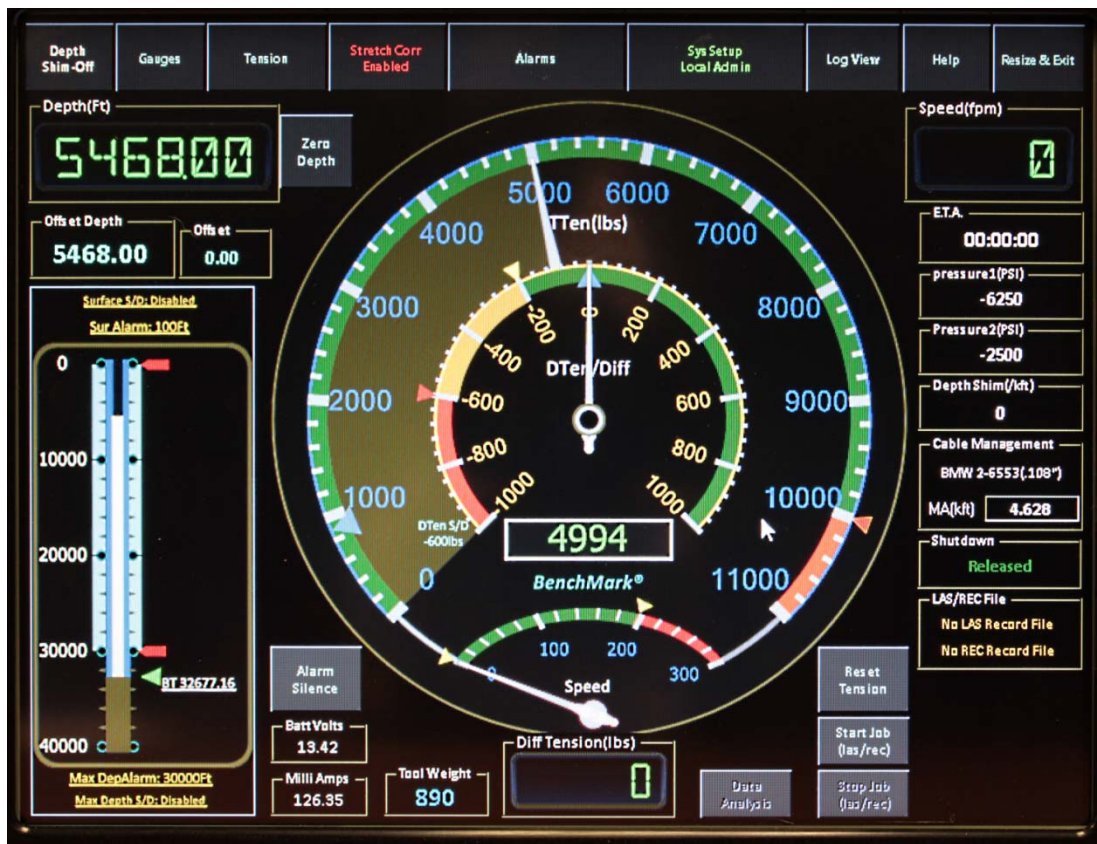 Depth
Shim-Off
Gauges
Tension
Stretch Corr
Enabled
Alarms
Sys Setup
Local Admin
Log View
Help
Resize & Exit
Depth(Ft)
5468.00
Zero
Depth
Speed(fpm)
0
Offset Depth
5468.00
Offset
0.00
E.T.A.
00:00:00
pressure1(PSI)
-6250
Pressure2(PSI)
-2500
Depth Shim(/kft)
0
Cable Management
BMW 2-6553(.108")
MA(kft) 4.628
Shutdown
Released
LAS/REC File
No LAS Record File
No REC Record File
Surface S/D: Disabled
Sur Alarm: 100Ft
0
10000
20000
30000
40000
BT 32677.16
Max DepAlarm: 30000Ft
Max Depth S/D: Disabled
0
1000
2000
3000
4000
5000
6000
7000
8000
9000
10000
11000
TTen(lbs)
-1000
-800
-600
-400
-200
0
200
400
600
800
1000
DTen/Diff
DTen S/D
-600lbs
4994
BenchMark®
0
100
200
300
Speed
Alarm
Silence
Batt Volts
13.42
Milli Amps
126.35
Tool Weight
890
Diff Tension(lbs)
0
Data
Analysis
Reset
Tension
Start Job
(las/rec)
Stop Job
(las/rec)